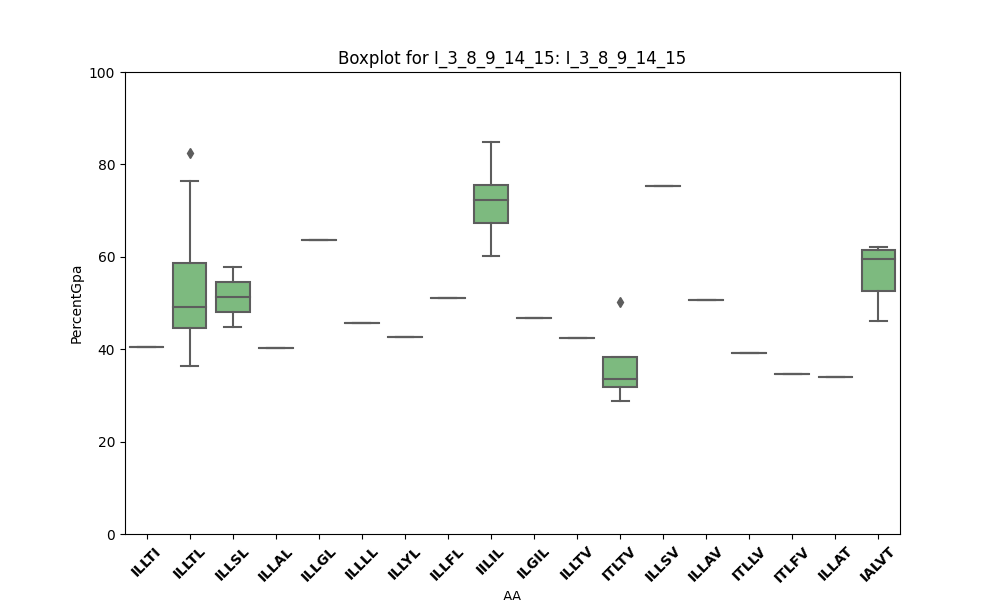 Boxplot for I_3_8_9_14_15: I_3_8_9_14_15
100
80
60
40
20
0
PercentGpa
ILLTI ILLTL ILLSL ILLAL ILLGL ILLLL ILLYL ILLFL IILIL ILGIL ILLTV ITLTV ILLSV ILLAV ITLLV ITLFV ILLAT IALVT
AA